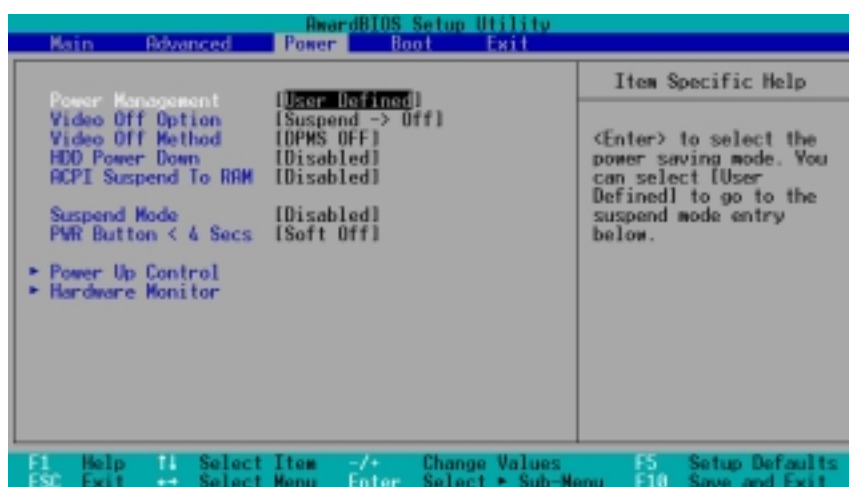 AwardBIOS Setup Utility
Main Advanced Power Boot Exit
Power Management [User Defined]
Video Off Option [Suspend -> Off]
Video Off Method [DPMS OFF]
HDD Power Down [Disabled]
ACPI Suspend To RAM [Disabled]
Suspend Mode [Disabled]
PWR Button < 4 Secs [Soft Off]
► Power Up Control
► Hardware Monitor
Item Specific Help
<Enter> to select the
power saving mode. You
can select [User
Defined] to go to the
suspend mode entry
below.
F1 Help ↑↓ Select Item -/+ Change Values F5 Setup Defaults
ESC Exit ↔ Select Menu Enter Select ► Sub-Menu F10 Save and Exit